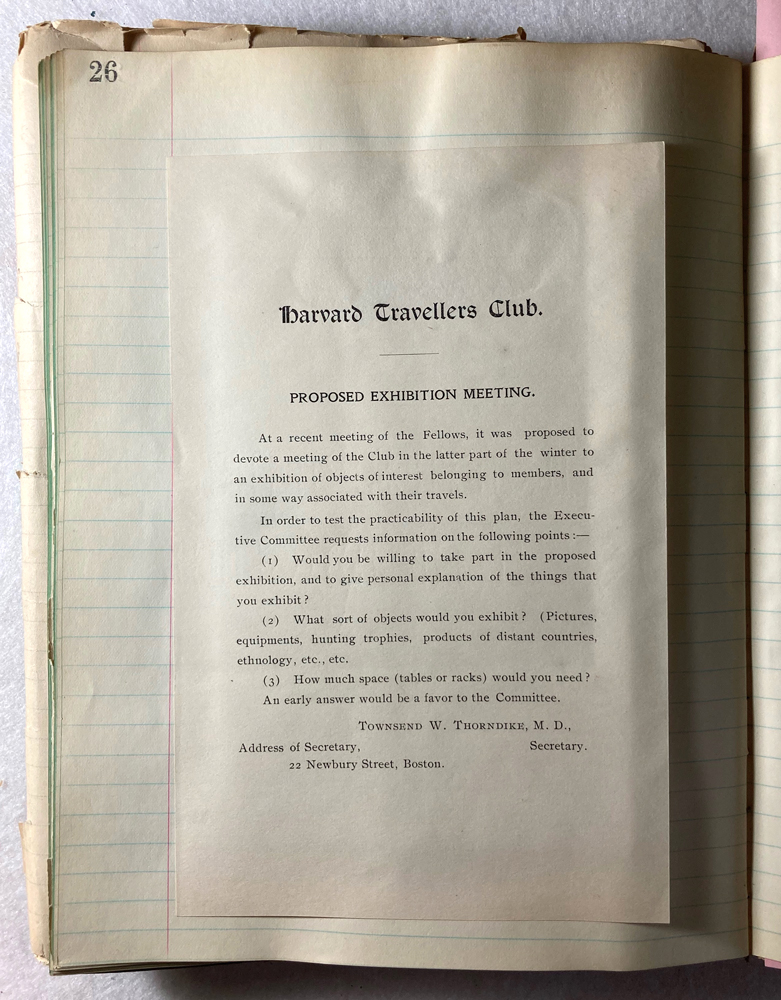 26
Harvard Travellers Club.
PROPOSED EXHIBITION MEETING.
At a recent meeting of the Fellows, it was proposed to
devote a meeting of the Club in the latter part of the winter to
an exhibition of objects of interest belonging to members, and
in some way associated with their travels.
In order to test the practicability of this plan, the Execu-
tive Committee requests information on the following points :—
(1) Would you be willing to take part in the proposed
exhibition, and to give personal explanation of the things that
you exhibit ?
(2) What sort of objects would you exhibit ? (Pictures,
equipments, hunting trophies, products of distant countries,
ethnology, etc., etc.
(3) How much space (tables or racks) would you need ?
An early answer would be a favor to the Committee.
TOWNSEND W. THORNDIKE, M. D.,
Address of Secretary, Secretary.
22 Newbury Street, Boston.